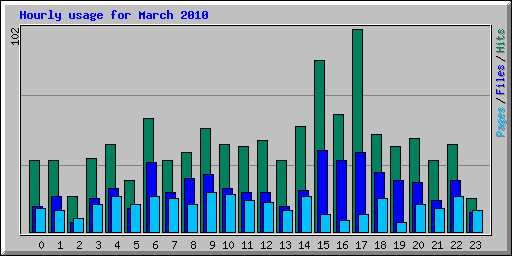 Hourly usage for March 2010
102
Pages / Files / Hits
0 1 2 3 4 5 6 7 8 9 10 11 12 13 14 15 16 17 18 19 20 21 22 23